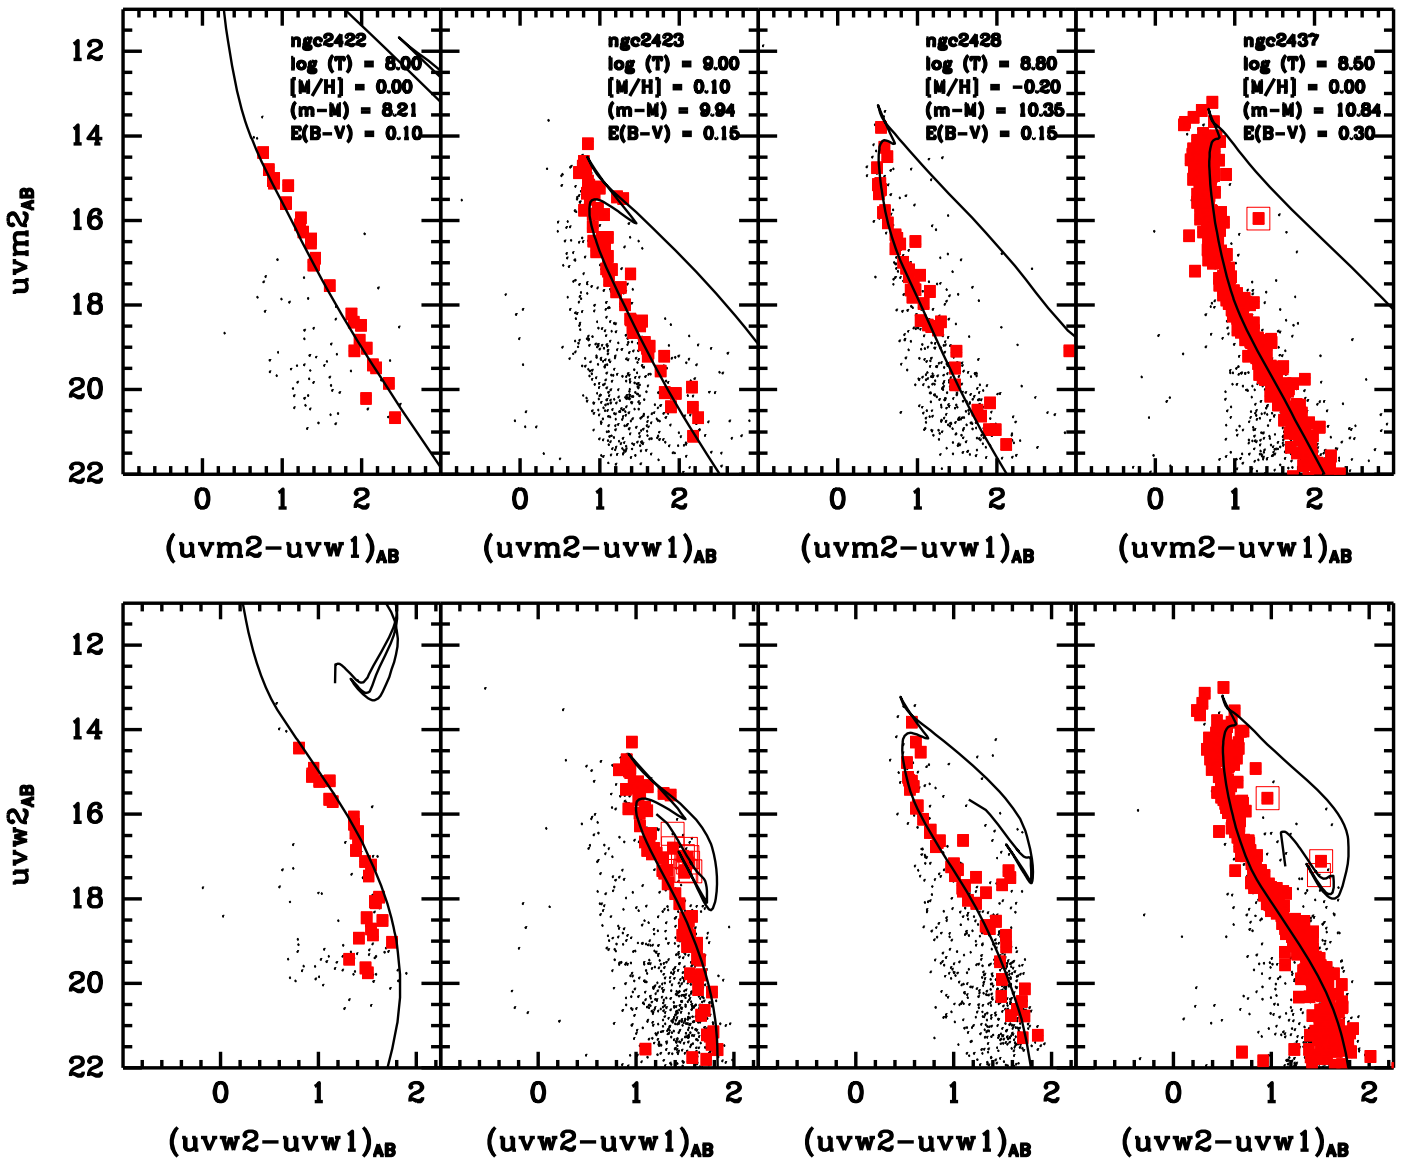 ngc2422
log (T) = 8.00
[M/H] = 0.00
(m-M) = 8.21
E(B-V) = 0.10
ngc2423
log (T) = 9.00
[M/H] = 0.10
(m-M) = 9.94
E(B-V) = 0.15
ngc2428
log (T) = 8.80
[M/H] = -0.20
(m-M) = 10.35
E(B-V) = 0.15
ngc2437
log (T) = 8.60
[M/H] = 0.00
(m-M) = 10.84
E(B-V) = 0.30
uvm2AB
12
14
16
18
20
22
0 1 2
0 1 2
0 1 2
0 1 2
(uvm2-uvw1)AB
(uvm2-uvw1)AB
(uvm2-uvw1)AB
(uvm2-uvw1)AB
uvw2AB
12
14
16
18
20
22
0 1 2
0 1 2
0 1 2
0 1 2
(uvw2-uvw1)AB
(uvw2-uvw1)AB
(uvw2-uvw1)AB
(uvw2-uvw1)AB